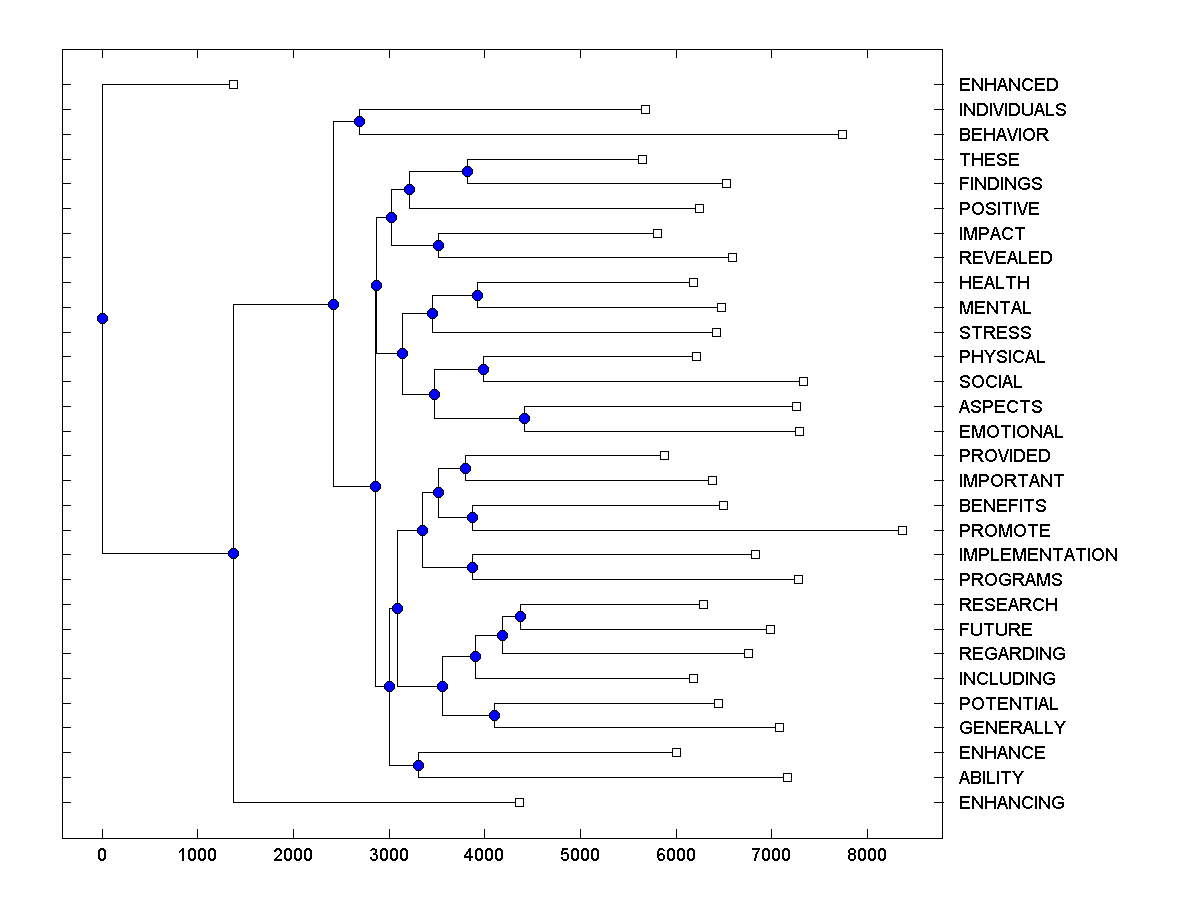 ENHANCED
INDIVIDUALS
BEHAVIOR
THESE
FINDINGS
POSITIVE
IMPACT
REVEALED
HEALTH
MENTAL
STRESS
PHYSICAL
SOCIAL
ASPECTS
EMOTIONAL
PROVIDED
IMPORTANT
BENEFITS
PROMOTE
IMPLEMENTATION
PROGRAMS
RESEARCH
FUTURE
REGARDING
INCLUDING
POTENTIAL
GENERALLY
ENHANCE
ABILITY
ENHANCING
0 1000 2000 3000 4000 5000 6000 7000 8000